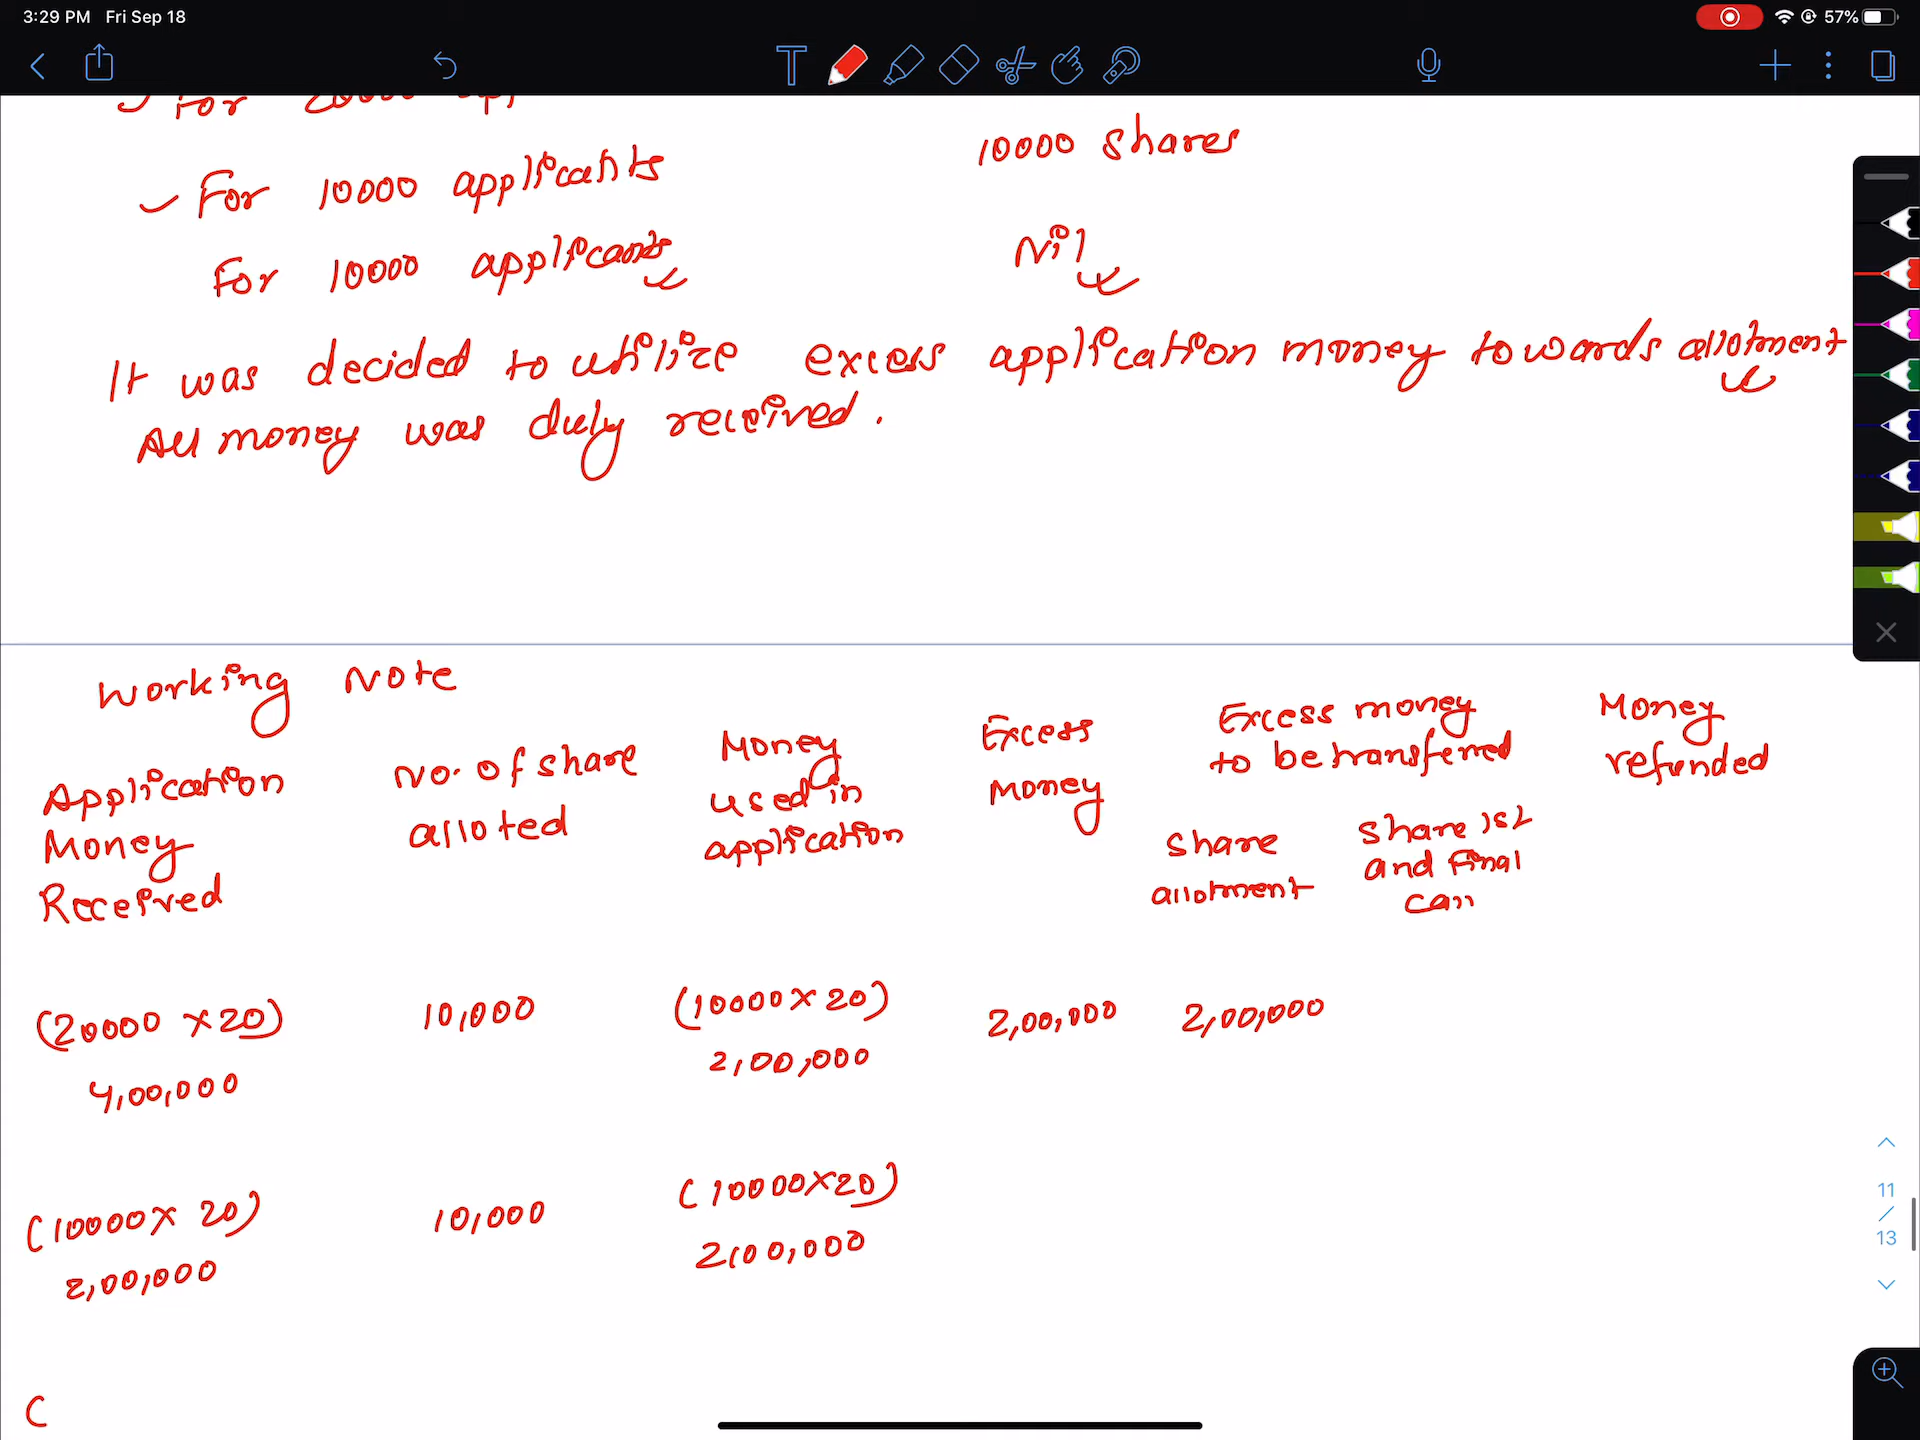 3:29 PM Fri Sep 18
57%
For 20000
10000 shares
For 10000 applicants
For 10000 applicants
Nil
It was decided to utilize excess application money towards allotment
All money was duly received.
Working Note
Application
Money
Received
No. of share
alloted
Money
used in
application
Excess
Money
Excess money
to be transferred
Share
allotment
Share 1st
and final
call
Money
refunded
(20000 × 20)
4,00,000
10,000
(10000 × 20)
2,00,000
2,00,000
2,00,000
(10000 × 20)
2,00,000
10,000
(10000×20)
2,00,000
(
11
/
13